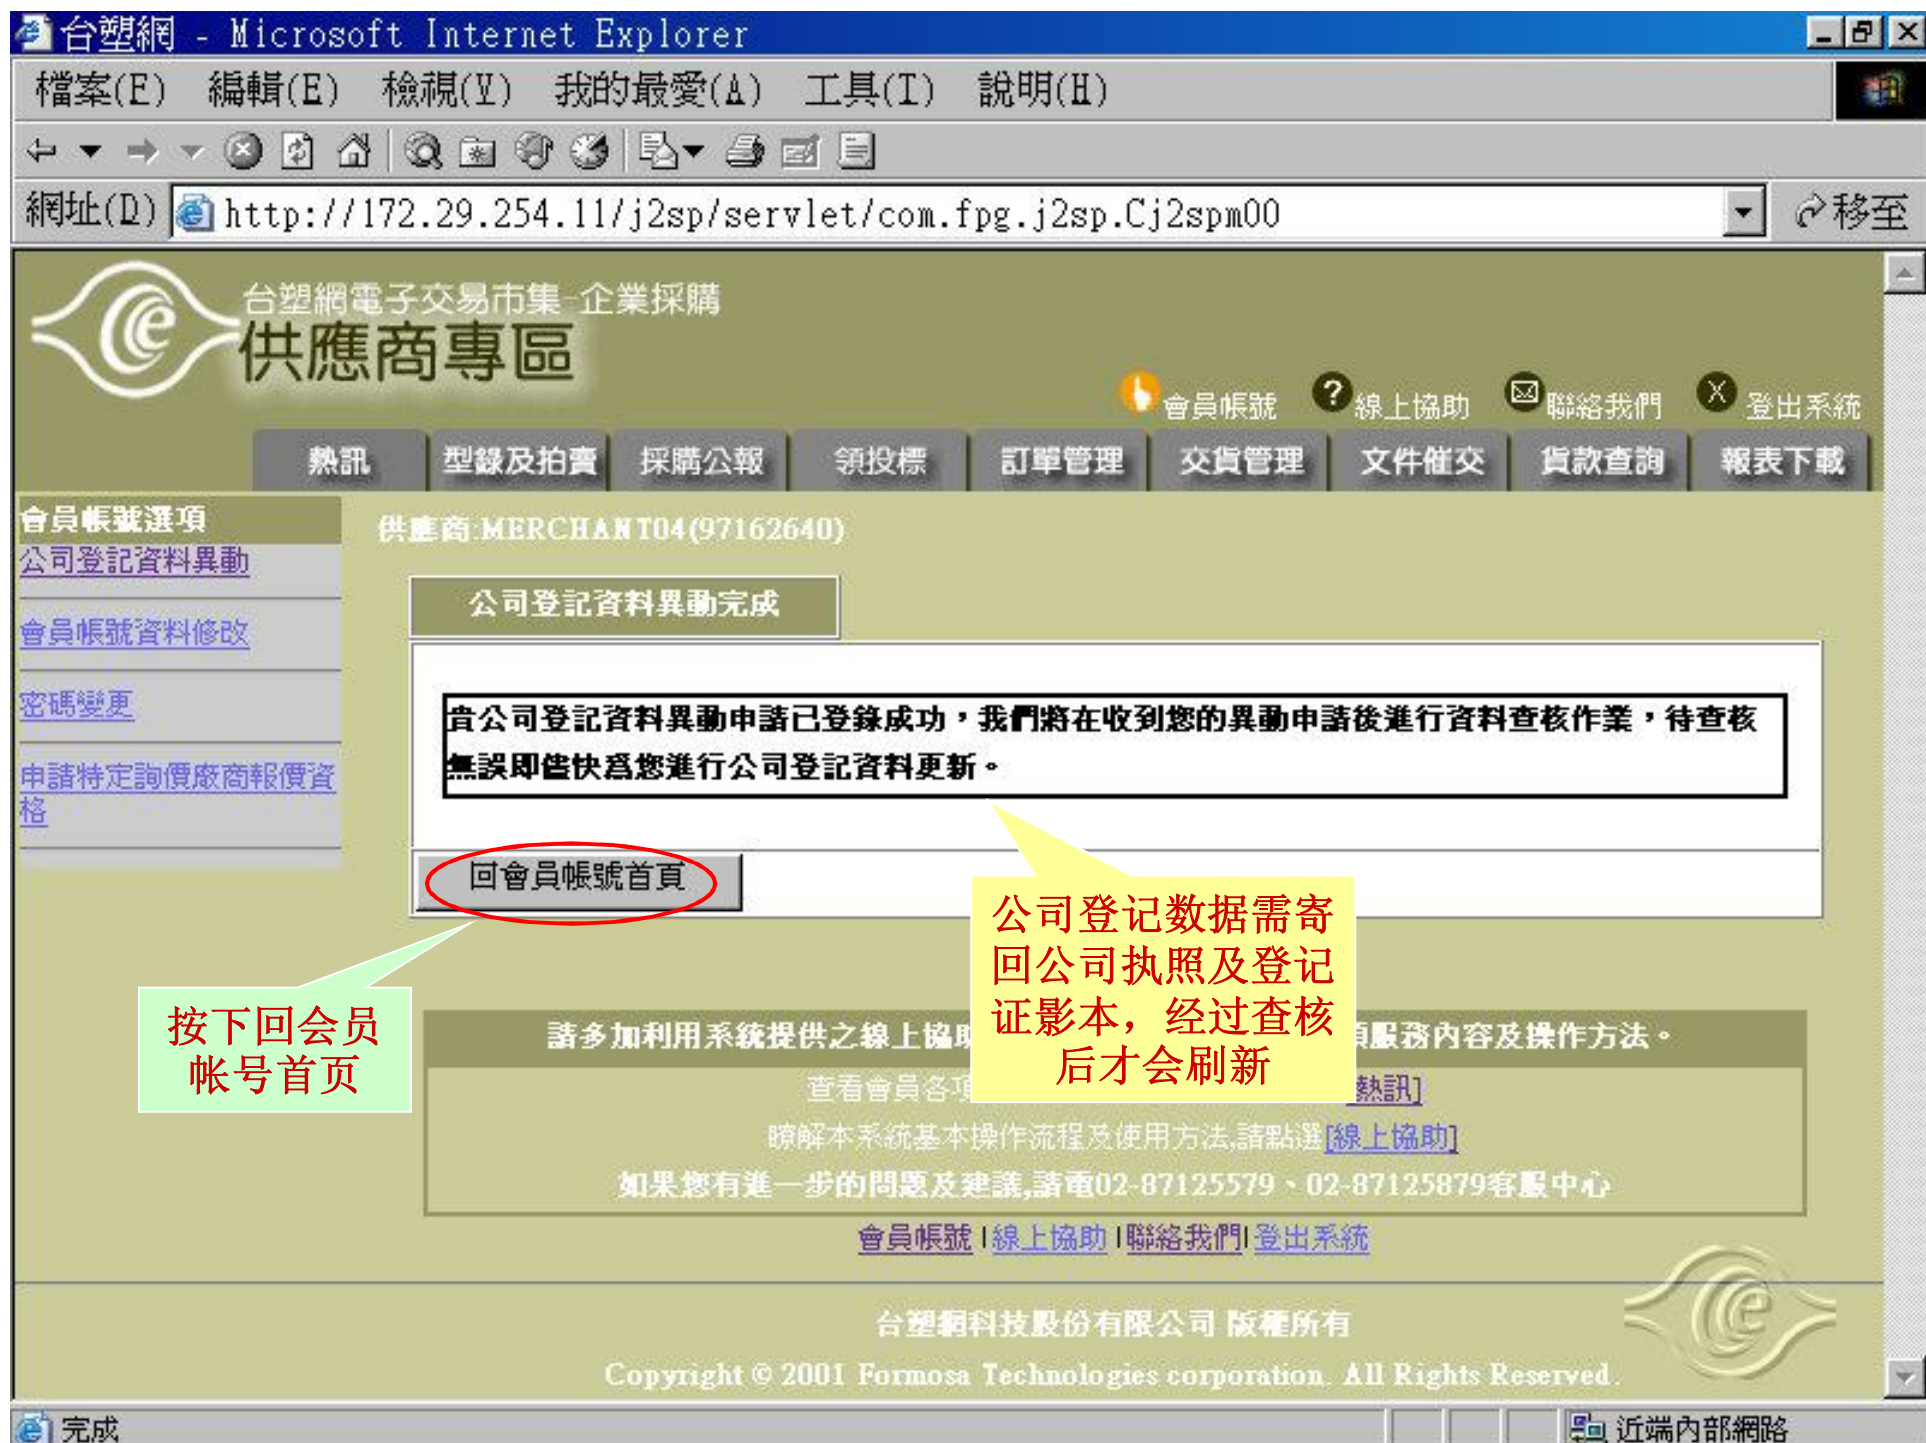 台塑網 - Microsoft Internet Explorer
檔案(F) 編輯(E) 檢視(V) 我的最愛(A) 工具(T) 說明(H)
網址(D) http://172.29.254.11/j2sp/servlet/com.fpg.j2sp.Cj2spm00 移至
台塑網電子交易市集-企業採購
供應商專區
會員帳號 線上協助 聯絡我們 登出系統
熱訊 型錄及拍賣 採購公報 領投標 訂單管理 交貨管理 文件催交 貨款查詢 報表下載
會員帳號選項
公司登記資料異動
會員帳號資料修改
密碼變更
申請特定詢價廠商報價資
格
供應商:MERCHANT04(97162640)
公司登記資料異動完成
貴公司登記資料異動申請已登錄成功，我們將在收到您的異動申請後進行資料查核作業，待查核
無誤即儘快為您進行公司登記資料更新。
回會員帳號首頁
公司登记数据需寄
回公司执照及登记
证影本，经过查核
后才会刷新
按下回会员
帐号首页
請多加利用系統提供之線上協 服務內容及操作方法。
查看會員各項 [熱訊]
瞭解本系統基本操作流程及使用方法,請點選[線上協助]
如果您有進一步的問題及建議,請電02-87125579、02-87125879客服中心
會員帳號 | 線上協助 | 聯絡我們| 登出系統
台塑網科技股份有限公司 版權所有
Copyright © 2001 Formosa Technologies corporation. All Rights Reserved.
完成 近端內部網路